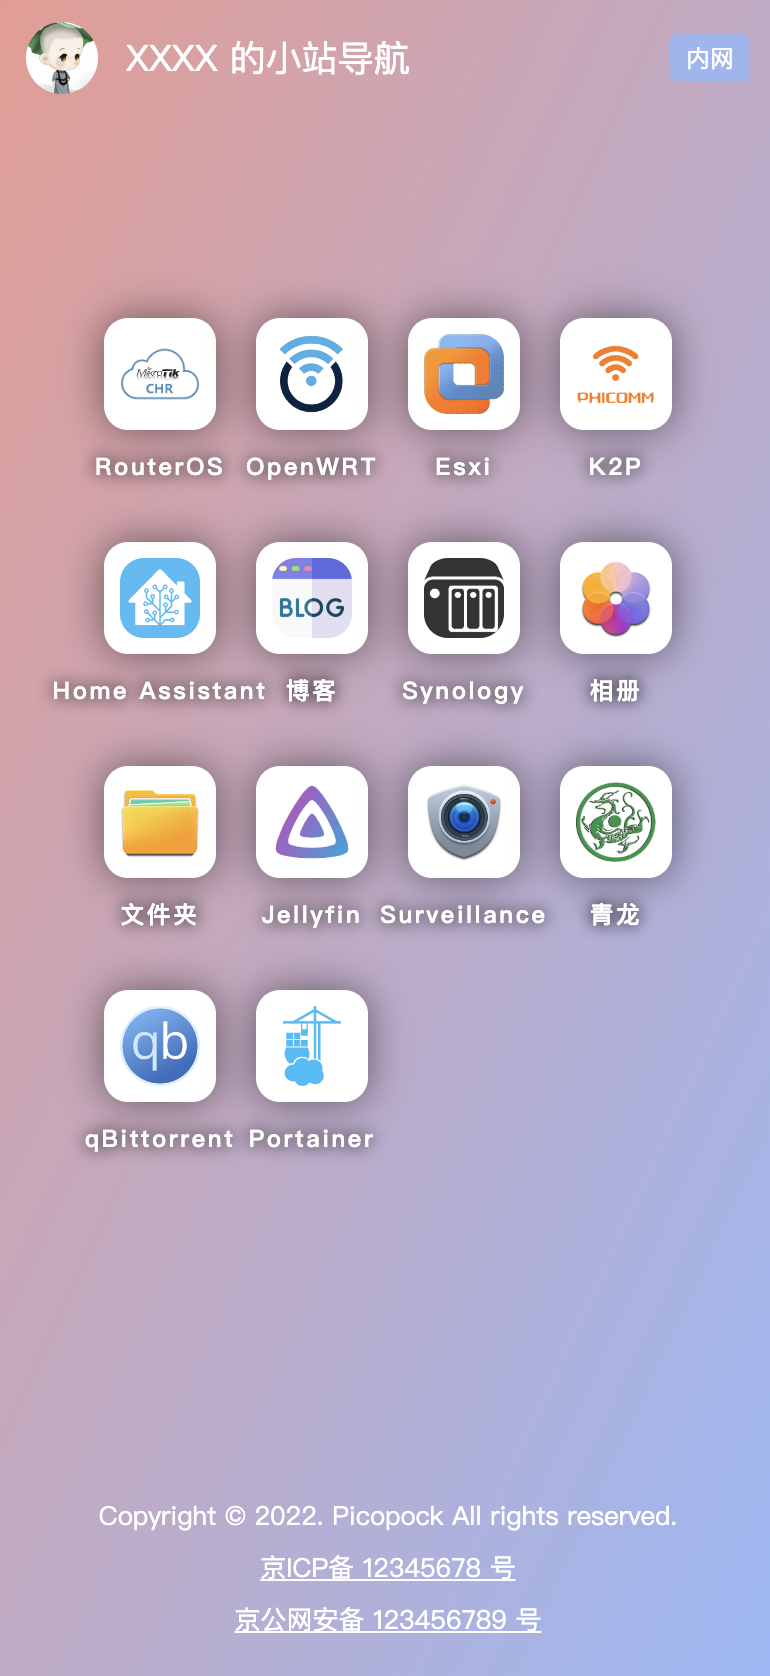 XXXX 的小站导航
内网
MikroTik
CHR
PHICOMM
RouterOS OpenWRT Esxi K2P
BLOG
Home Assistant 博客 Synology 相册
文件夹 Jellyfin Surveillance 青龙
qb
qBittorrent Portainer
Copyright © 2022. Picopock All rights reserved.
京ICP备 12345678 号
京公网安备 123456789 号